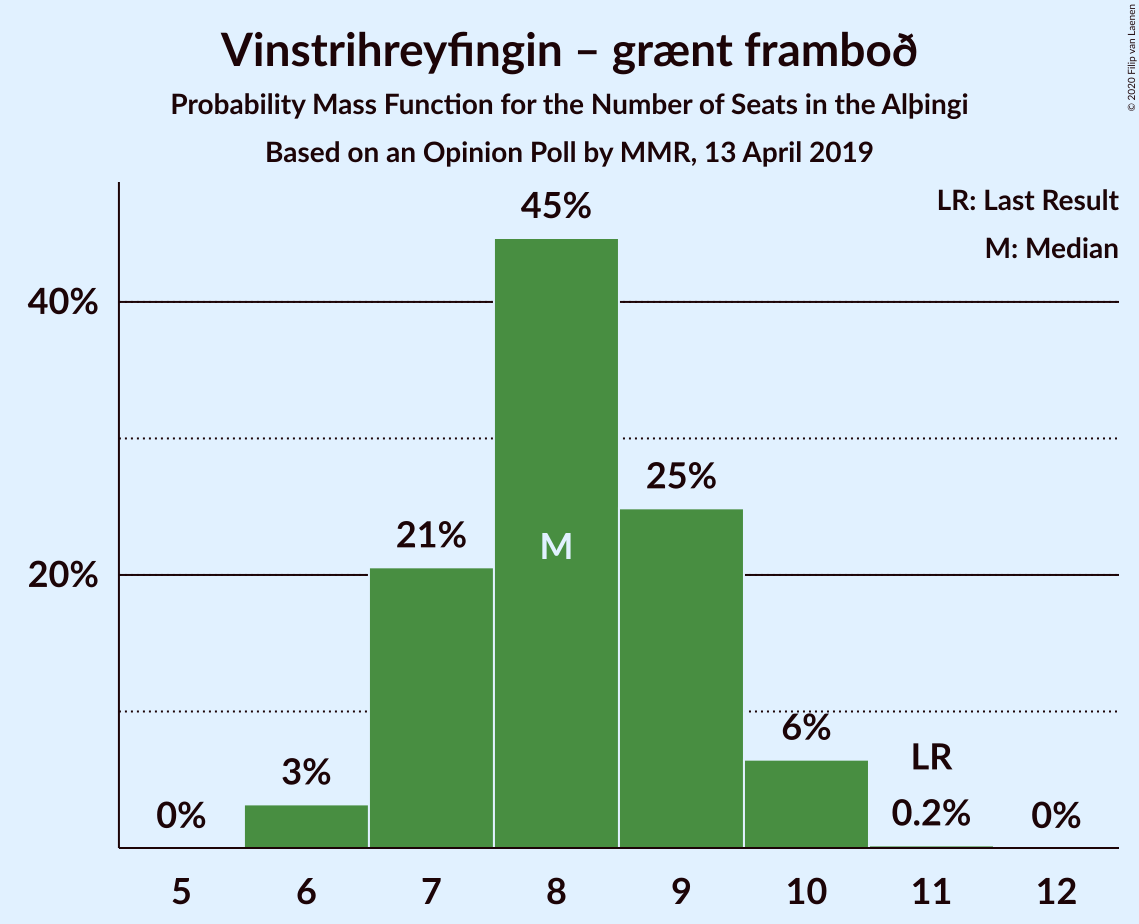 Vinstrihreyfingin – grænt framboð
Probability Mass Function for the Number of Seats in the Alþingi
Based on an Opinion Poll by MMR, 13 April 2019
© 2020 Filip van Laenen
LR: Last Result
M: Median
45%
40%
25%
21%
M
20%
6%
3%
LR
0%
0.2%
0%
5 6 7 8 9 10 11 12